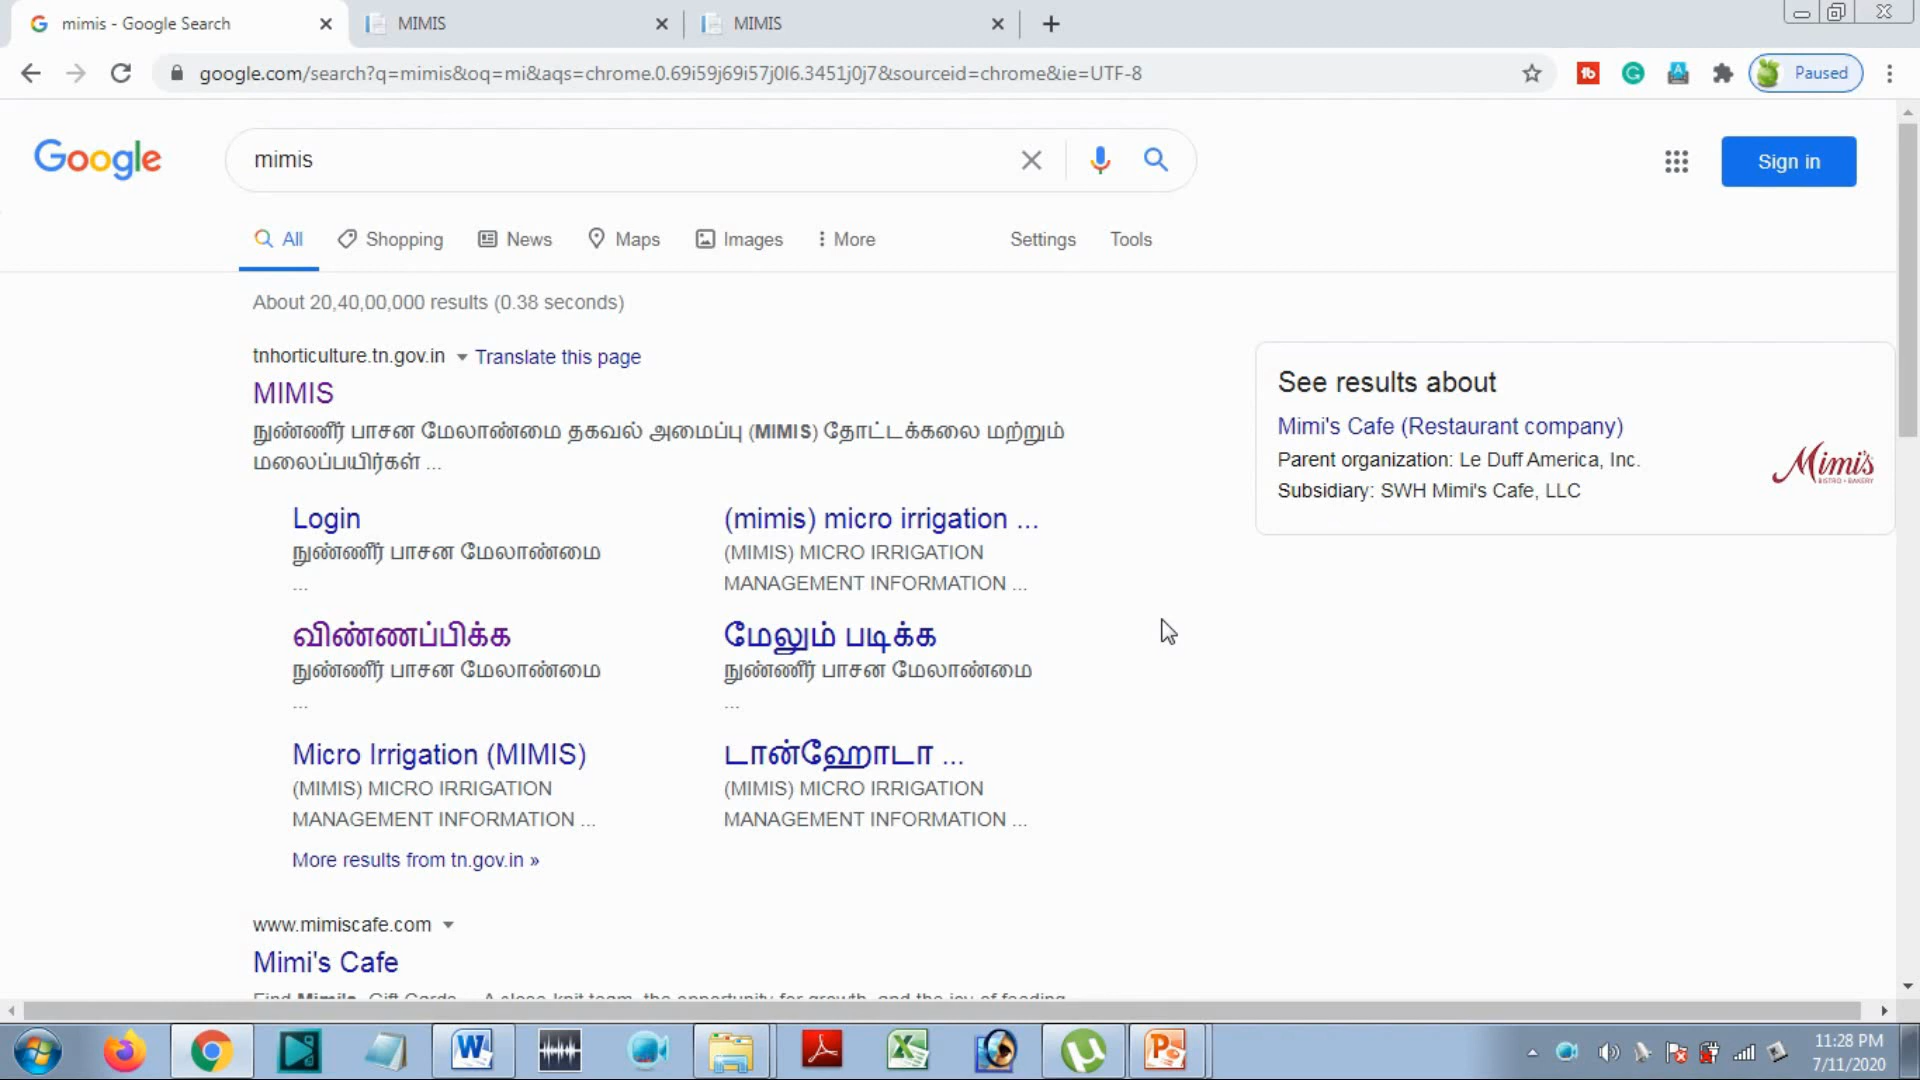 mimis - Google Search
MIMIS
MIMIS
google.com/search?q=mimis&oq=mi&aqs=chrome.0.69i59j69i57j0l6.3451j0j7&sourceid=chrome&ie=UTF-8
Paused
Google
mimis
Sign in
All
Shopping
News
Maps
Images
More
Settings
Tools
About 20,40,00,000 results (0.38 seconds)
tnhorticulture.tn.gov.in Translate this page
MIMIS
நுண்ணீர் பாசன மேலாண்மை தகவல் அமைப்பு (MIMIS) தோட்டக்கலை மற்றும்
மலைப்பயிர்கள் ...
See results about
Mimi's Cafe (Restaurant company)
Parent organization: Le Duff America, Inc.
Subsidiary: SWH Mimi's Cafe, LLC
Mimi's
BISTRO + BAKERY
Login
நுண்ணீர் பாசன மேலாண்மை
...
(mimis) micro irrigation ...
(MIMIS) MICRO IRRIGATION
MANAGEMENT INFORMATION ...
விண்ணப்பிக்க
நுண்ணீர் பாசன மேலாண்மை
...
மேலும் படிக்க
நுண்ணீர் பாசன மேலாண்மை
...
Micro Irrigation (MIMIS)
(MIMIS) MICRO IRRIGATION
MANAGEMENT INFORMATION ...
டான்ஹோடா ...
(MIMIS) MICRO IRRIGATION
MANAGEMENT INFORMATION ...
More results from tn.gov.in »
www.mimiscafe.com
Mimi's Cafe
Find Mimi's, Gift Cards ... A close-knit team, the opportunity for growth, and the joy of feeding
11:28 PM
7/11/2020